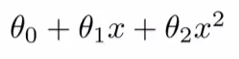 θ₀ + θ₁x + θ₂x²